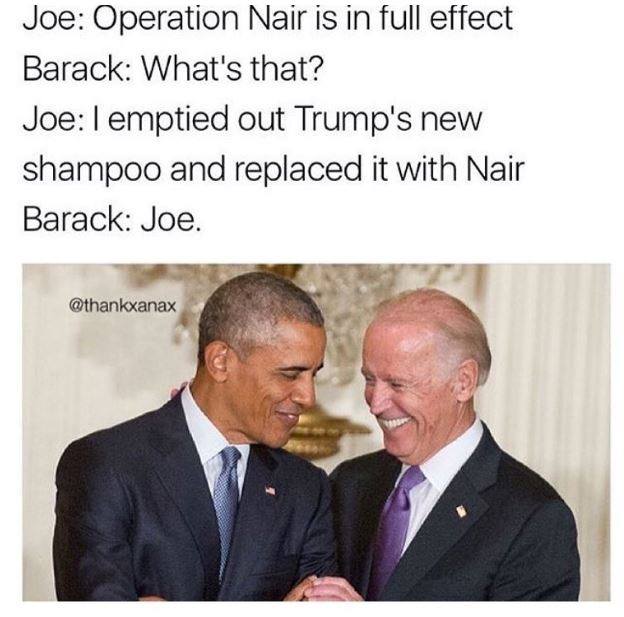 Joe: Operation Nair is in full effect
Barack: What's that?
Joe: I emptied out Trump's new
shampoo and replaced it with Nair
Barack: Joe.
@thankxanax